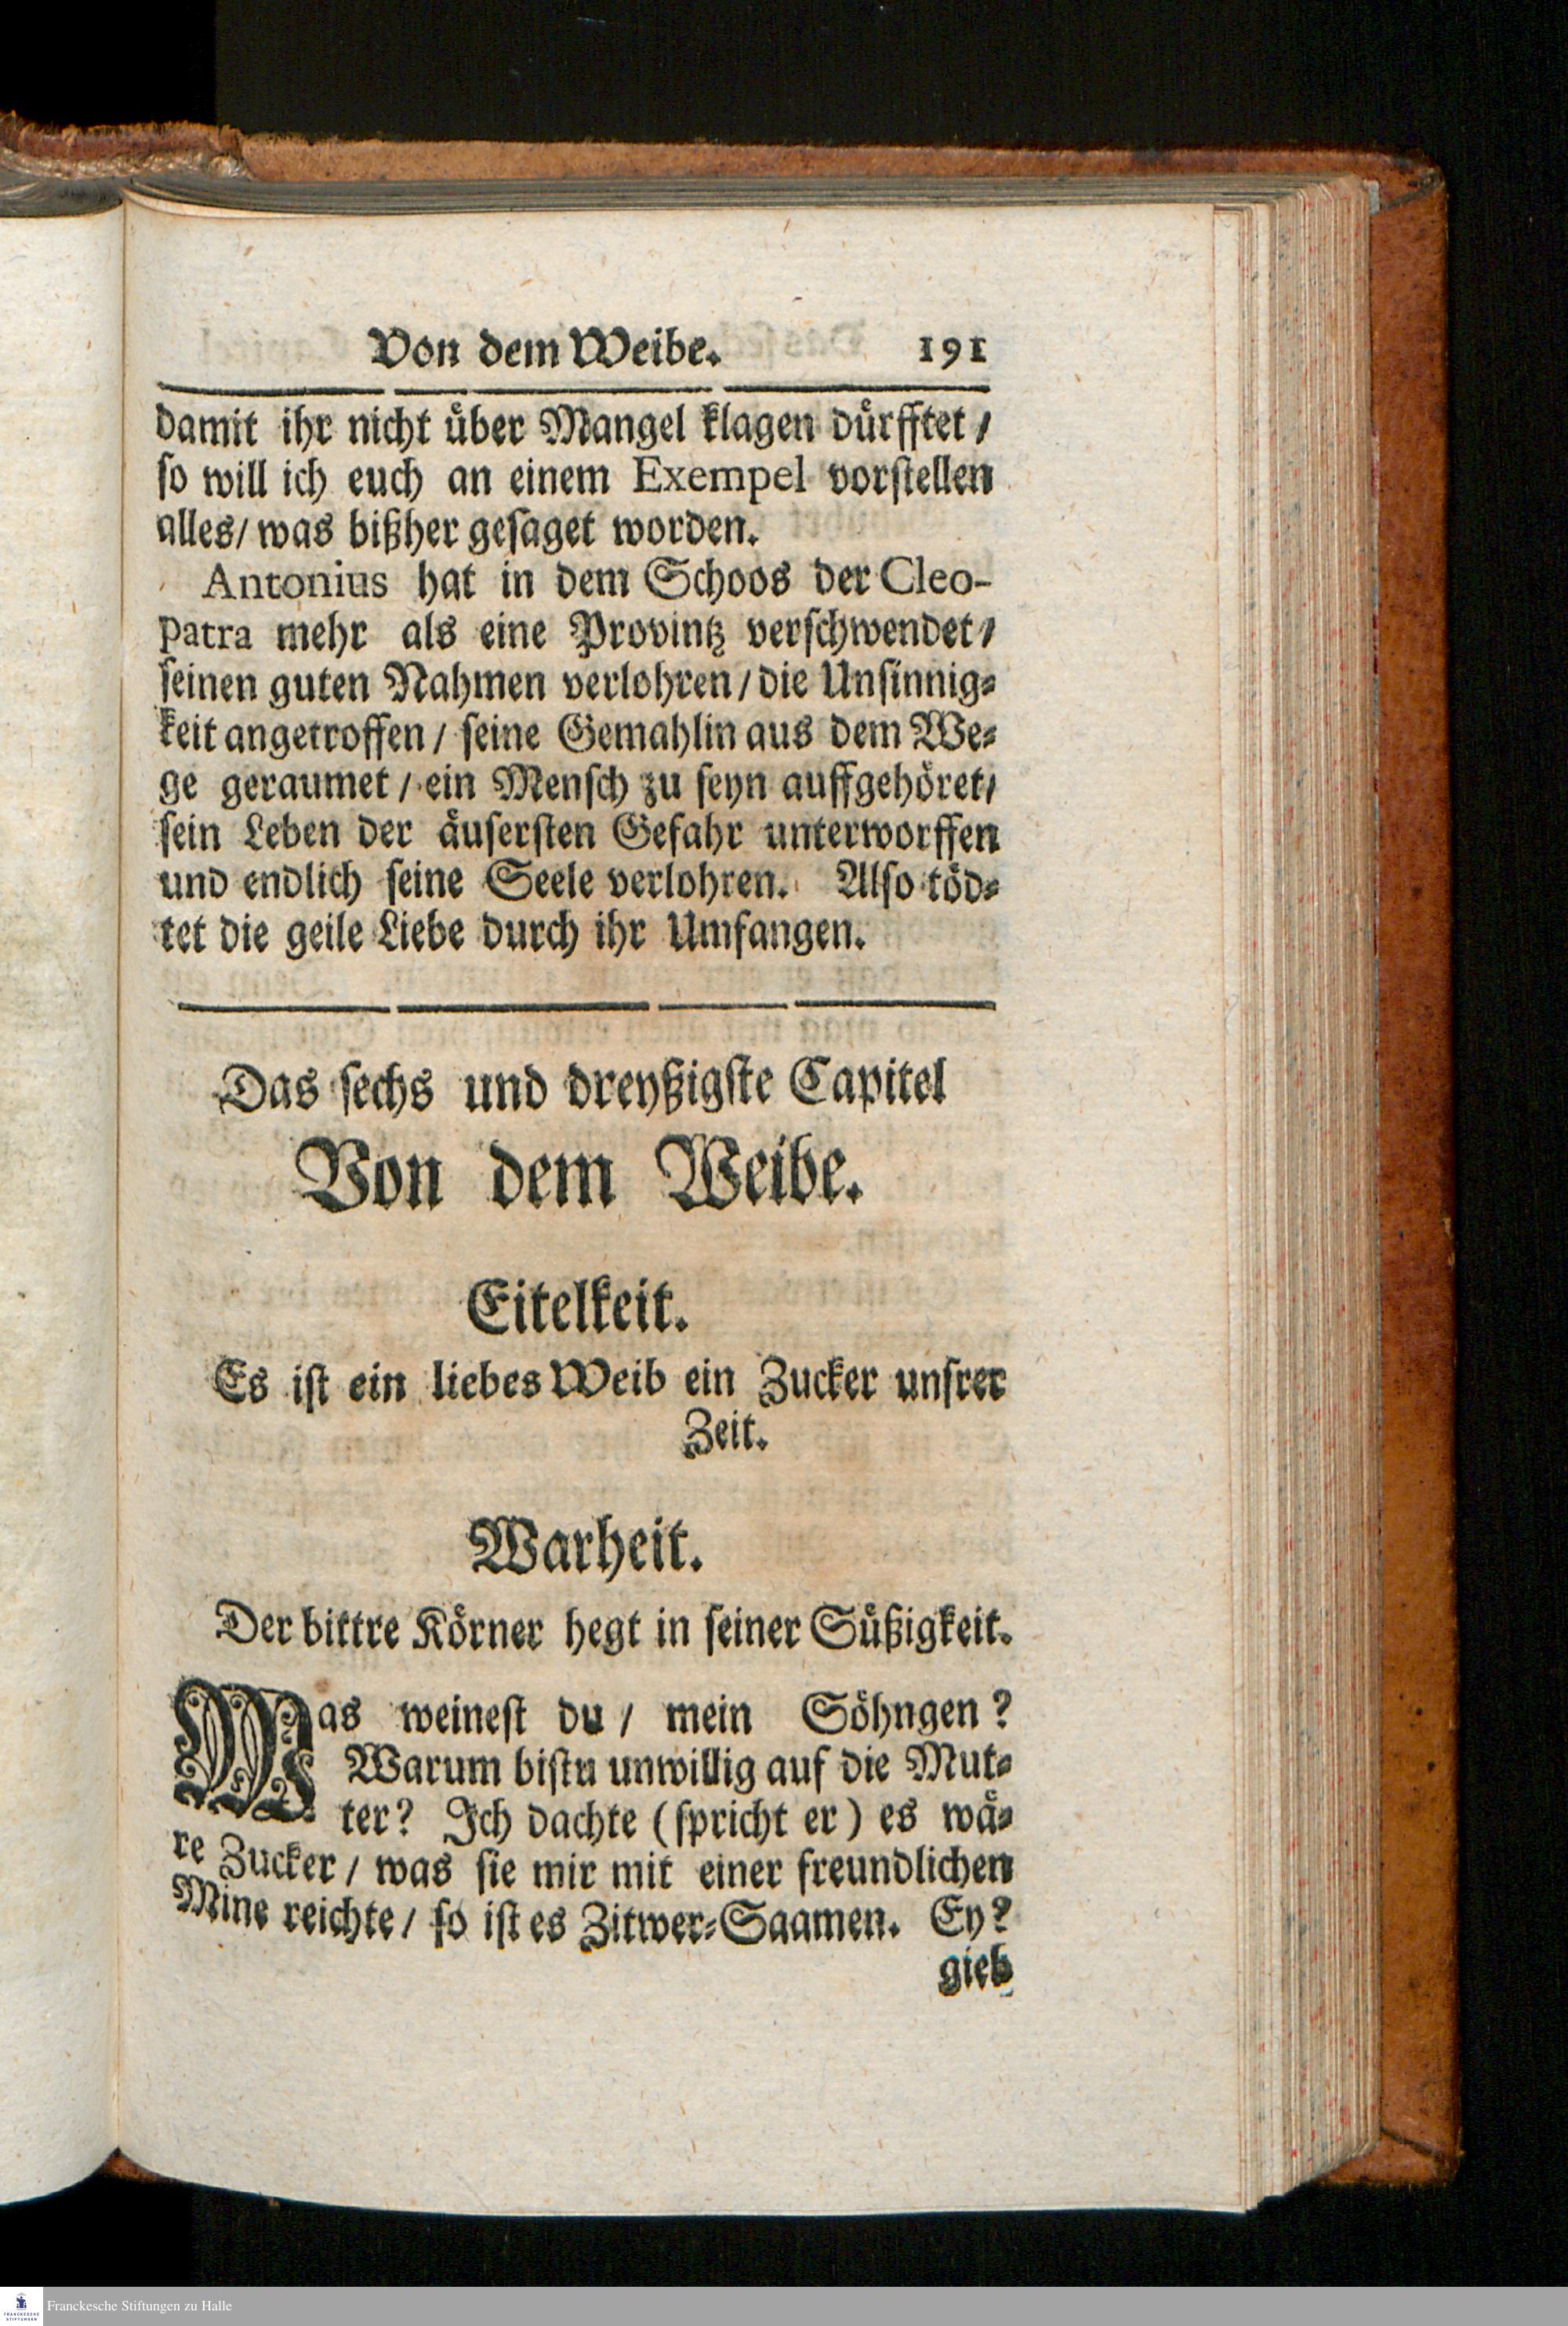 Von dem Weibe. 191
damit ihr nicht über Mangel klagen dürfftet /
so will ich euch an einem Exempel vorstellen
alles/ was bißher gesaget worden.
Antonius hat in dem Schoos der Cleo-
patra mehr als eine Provintz verschwendet/
seinen guten Nahmen verlohren/ die Unsinnig-
keit angetroffen / seine Gemahlin aus dem We-
ge geraumet / ein Mensch zu seyn auffgehöret/
sein Leben der äusersten Gefahr unterworffen
und endlich seine Seele verlohren. Also töd-
tet die geile Liebe durch ihr Umfangen.
Das sechs und dreyßigste Capitel
Von dem Weibe.
Eitelkeit.
Es ist ein liebes Weib ein Zucker unsrer
Zeit.
Warheit.
Der bittre Körner hegt in seiner Süßigkeit.
Was weinest du / mein Söhngen?
Warum bistu unwillig auf die Mut-
ter? Ich dachte (spricht er) es wä-
re Zucker / was sie mir mit einer freundlichen
Mine reichte / so ist es Zitwer-Saamen. Ey?
gieb
FRANCKESCHE STIFTUNGEN
Franckesche Stiftungen zu Halle